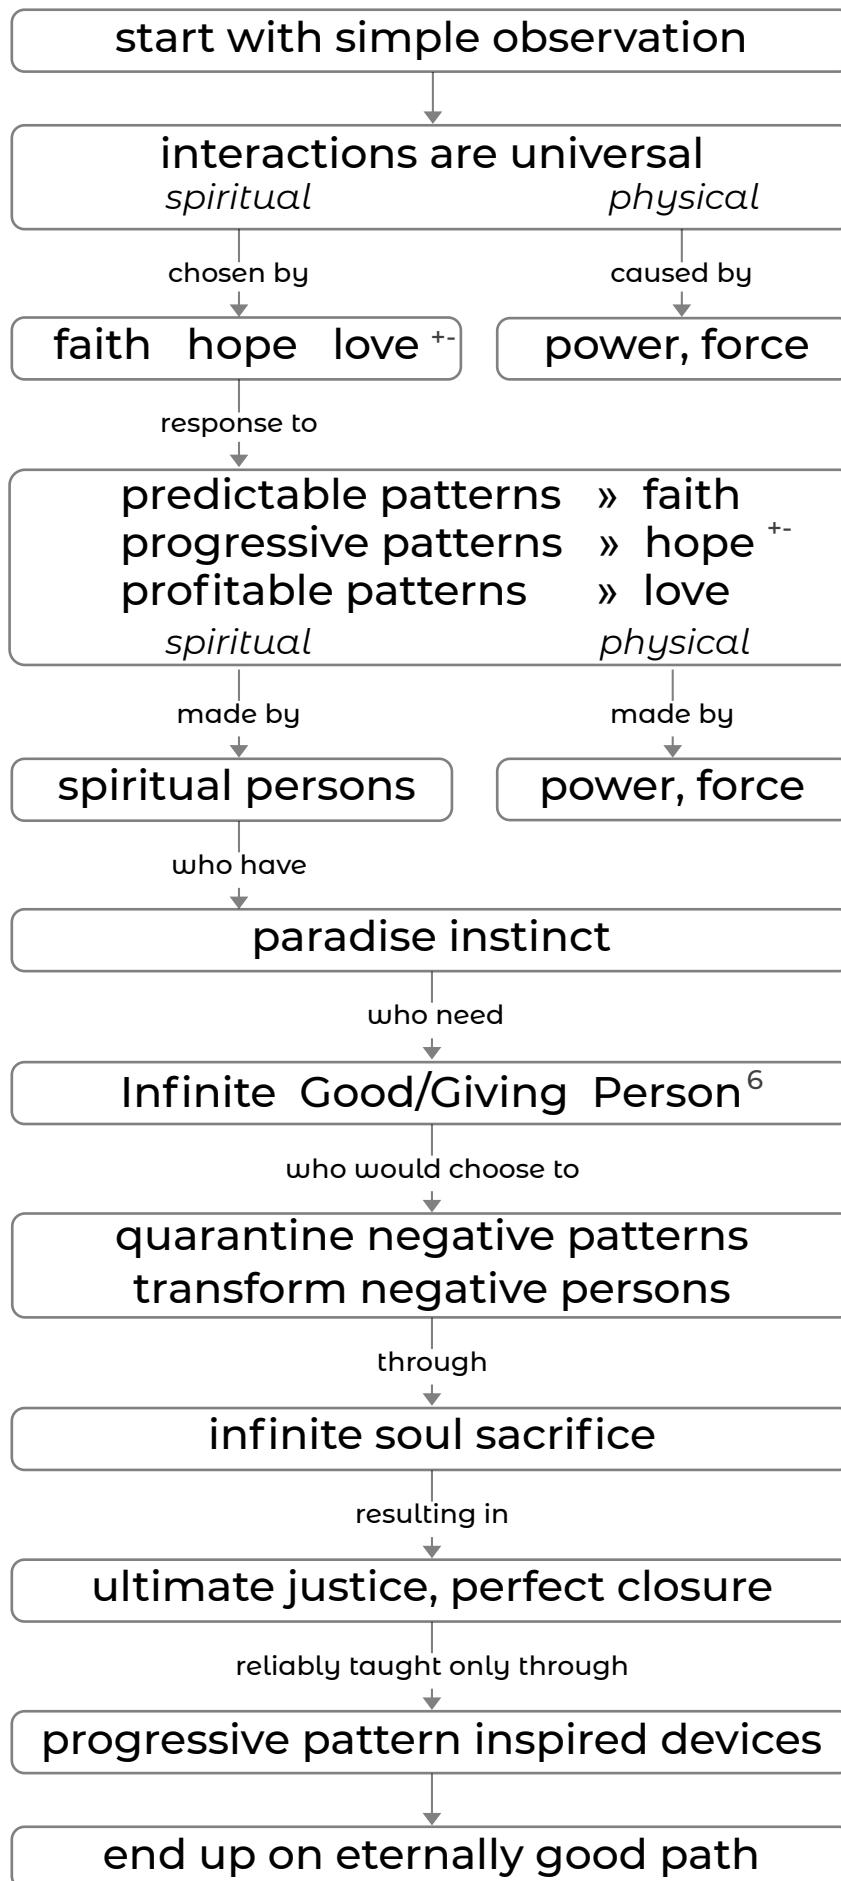 start with simple observation
interactions are universal
spiritual physical
chosen by caused by
faith hope love +- power, force
response to
predictable patterns » faith
progressive patterns » hope +-
profitable patterns » love
spiritual physical
made by made by
spiritual persons power, force
who have
paradise instinct
who need
Infinite Good/Giving Person 6
who would choose to
quarantine negative patterns
transform negative persons
through
infinite soul sacrifice
resulting in
ultimate justice, perfect closure
reliably taught only through
progressive pattern inspired devices
end up on eternally good path